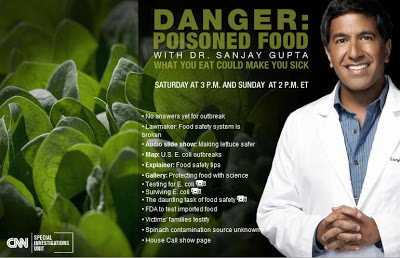 DANGER:
POISONED FOOD
WITH DR. SANJAY GUPTA
WHAT YOU EAT COULD MAKE YOU SICK
SATURDAY AT 3 P.M. AND SUNDAY AT 2 P.M. ET
• No answers yet for outbreak
• Lawmaker: Food safety system is
broken
• Audio slide show: Making lettuce safer
• Map: U.S. E. coli outbreaks
• Explainer: Food safety tips
• Gallery: Protecting food with science
• Testing for E. coli
• Surviving E. coli
• The daunting task of food safety
• FDA to test imported food
• Victims' families testify
• Spinach contamination source unknown
• House Call show page
CNN
SPECIAL
INVESTIGATIONS
UNIT